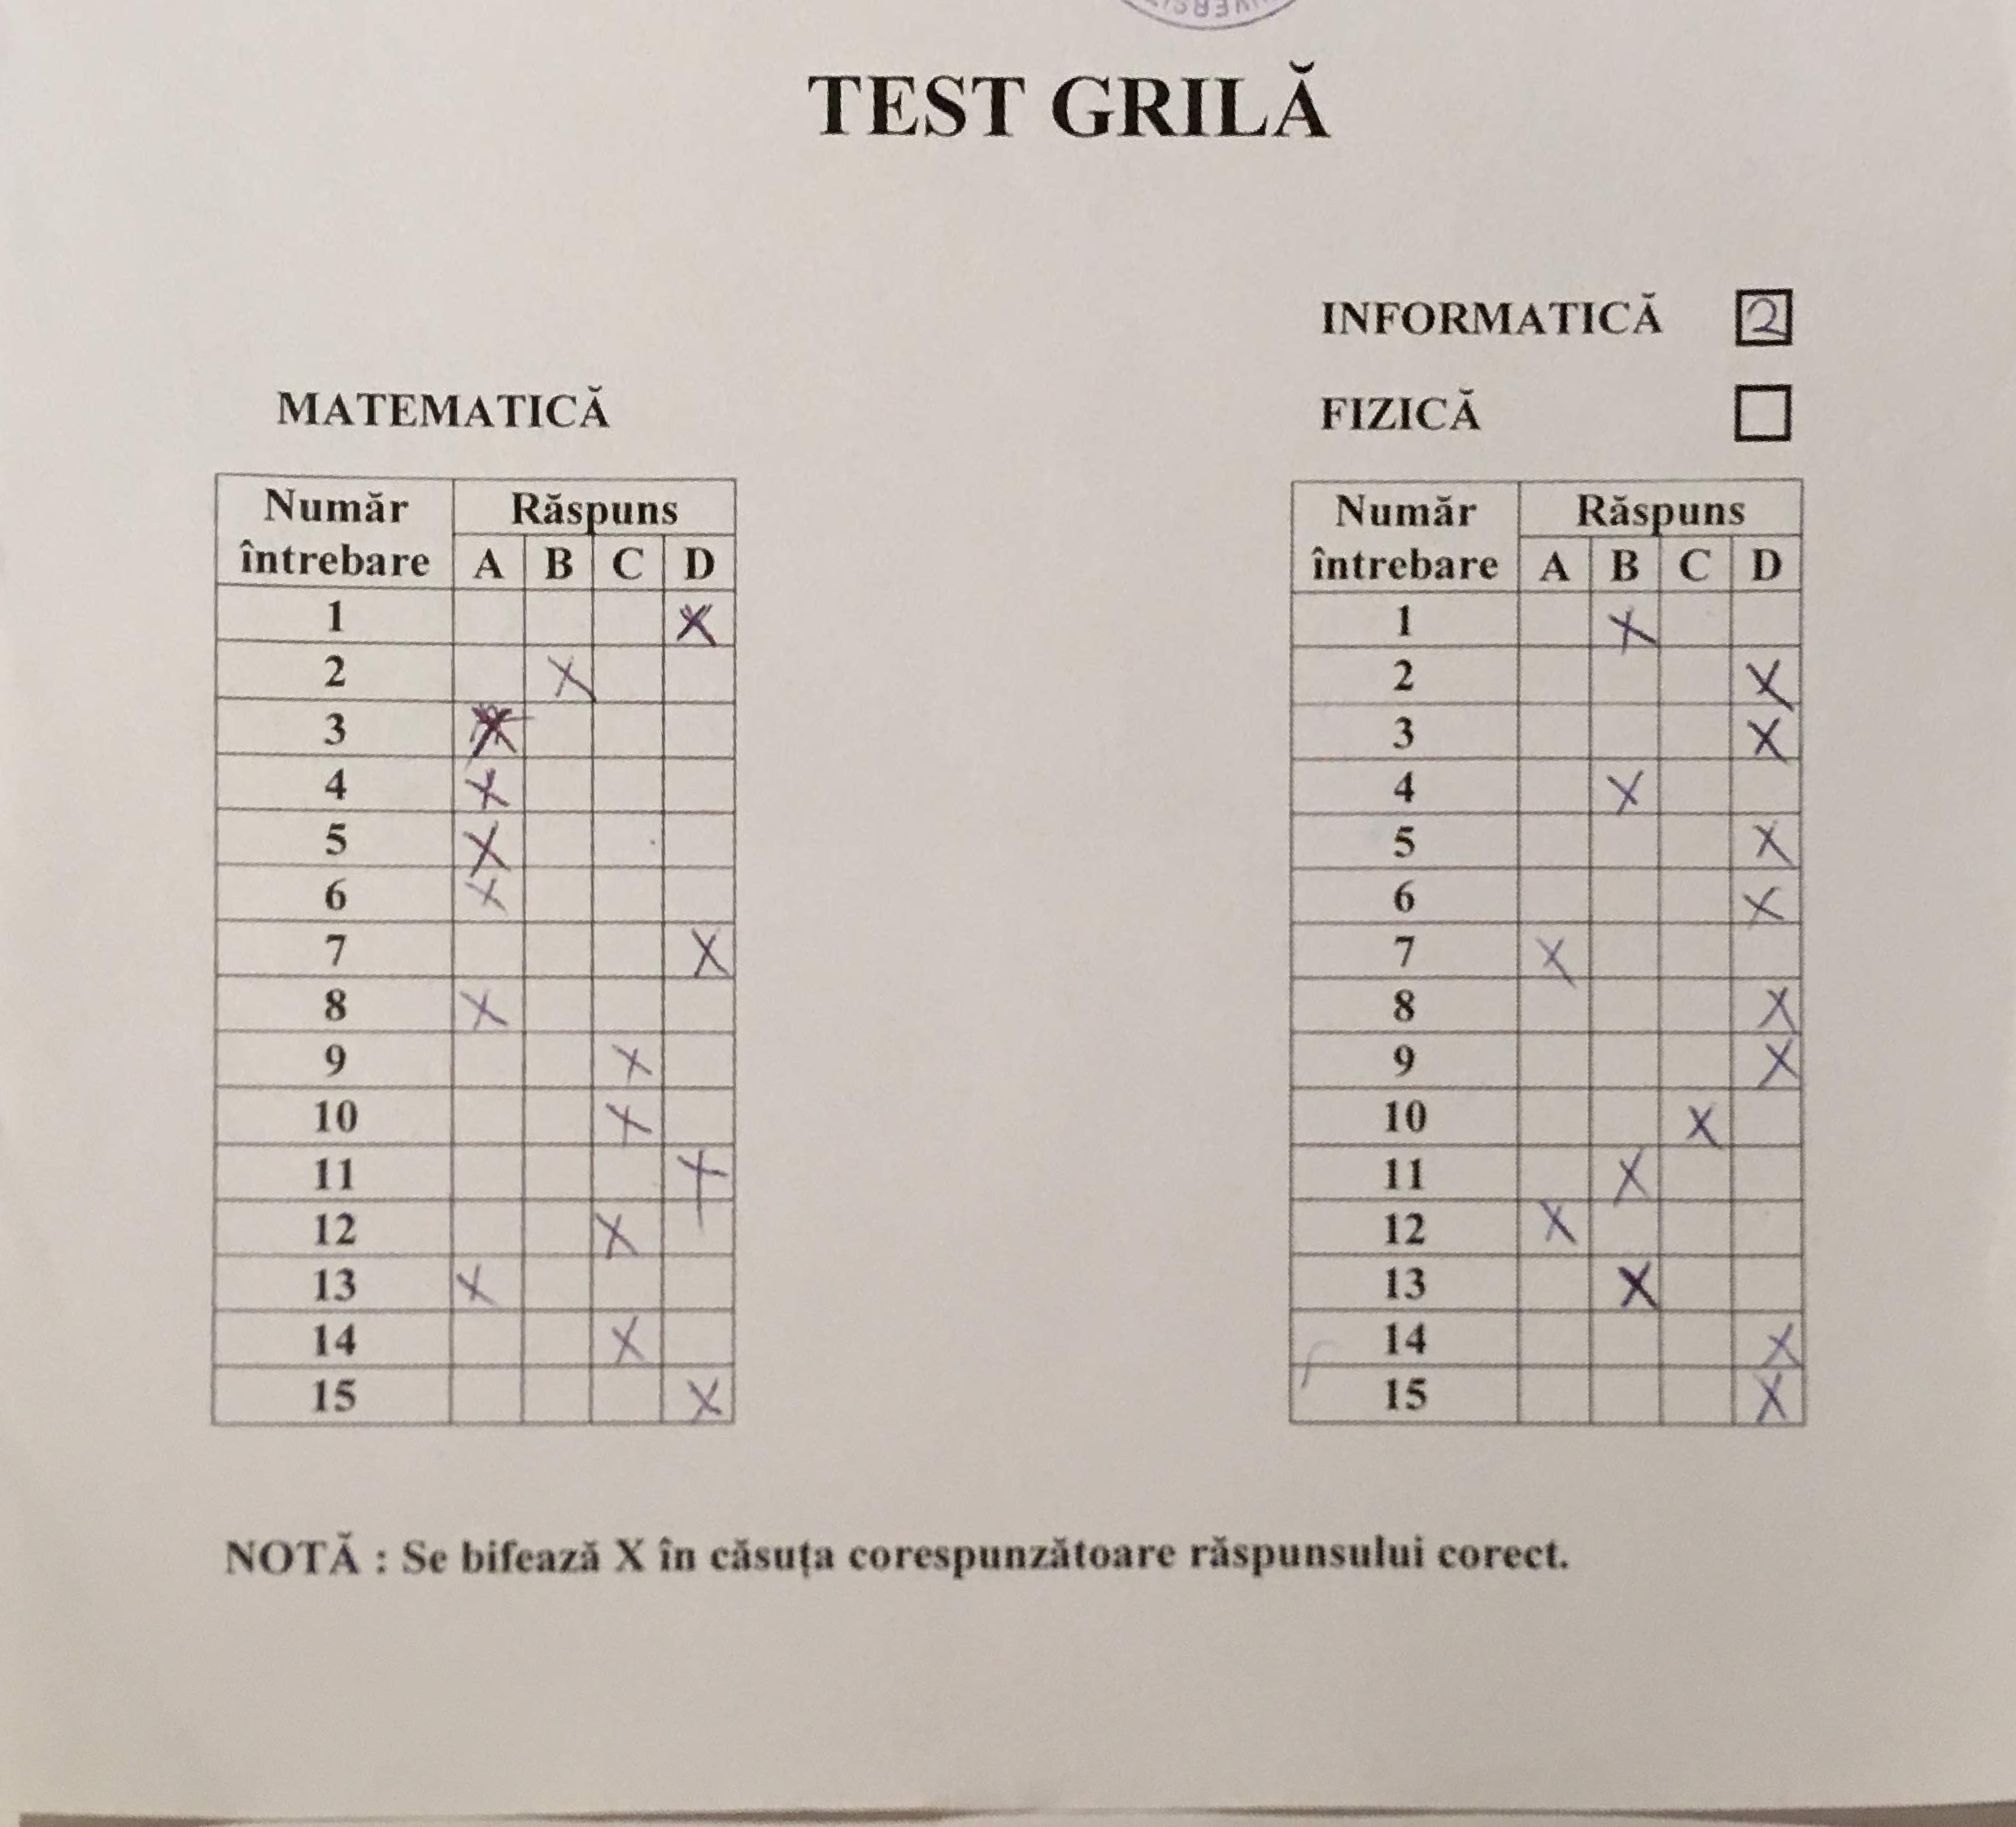 TEST GRILĂ
INFORMATICĂ 2
FIZICĂ
MATEMATICĂ
Număr întrebare Răspuns
A B C D
1 X
2 X
3 X
4 X
5 X
6 X
7 X
8 X
9 X
10 X
11 X
12 X
13 X
14 X
15 X
Număr întrebare Răspuns
A B C D
1 X
2 X
3 X
4 X
5 X
6 X
7 X
8 X
9 X
10 X
11 X
12 X
13 X
14 X
15 X
NOTĂ : Se bifează X în căsuța corespunzătoare răspunsului corect.